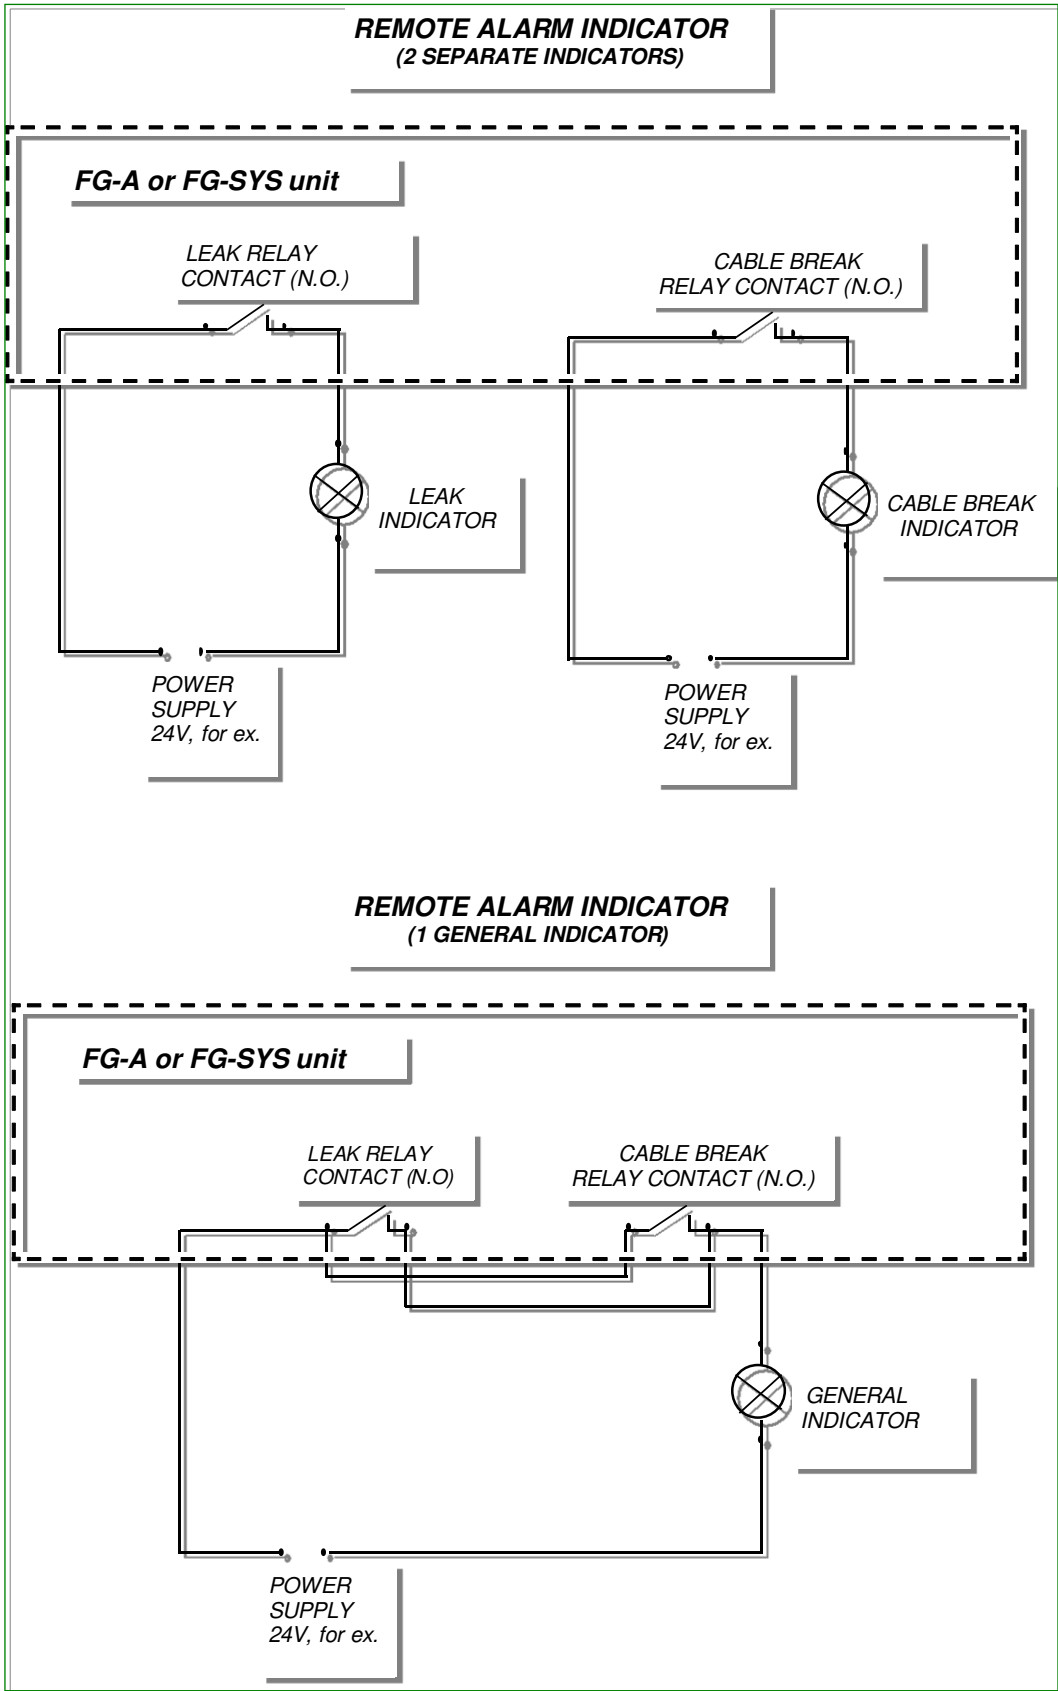 REMOTE ALARM INDICATOR
(2 SEPARATE INDICATORS)
FG-A or FG-SYS unit
LEAK RELAY
CONTACT (N.O.)
CABLE BREAK
RELAY CONTACT (N.O.)
LEAK
INDICATOR
CABLE BREAK
INDICATOR
POWER
SUPPLY
24V, for ex.
POWER
SUPPLY
24V, for ex.
REMOTE ALARM INDICATOR
(1 GENERAL INDICATOR)
FG-A or FG-SYS unit
LEAK RELAY
CONTACT (N.O)
CABLE BREAK
RELAY CONTACT (N.O.)
GENERAL
INDICATOR
POWER
SUPPLY
24V, for ex.